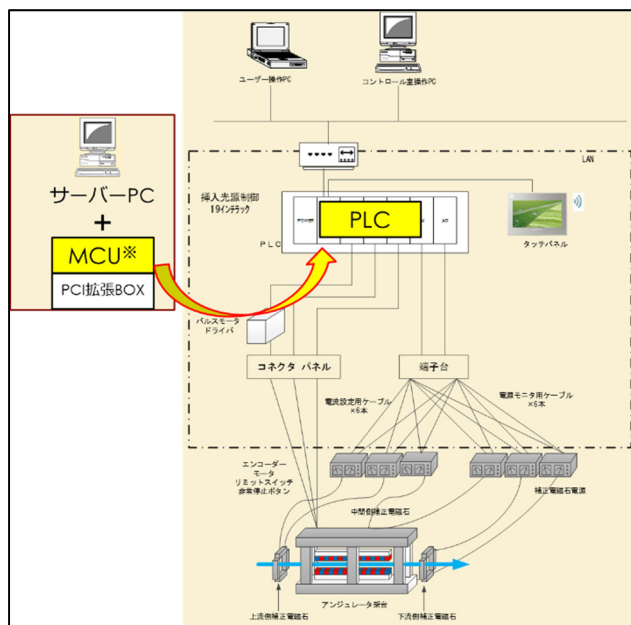 ユーザー操作PC
コントロール室操作PC
LAN
サーバーPC
+
MCU※
PCI拡張BOX
挿入光源制御
19インチラック
POWER
PLC
AD
PLC
タッチパネル
パルスモータ
ドライバ
コネクタ パネル
端子台
電流設定用ケーブル
×6本
電源モニタ用ケーブル
×6本
エンコーダー
モータ
リミットスイッチ
非常停止ボタン
中間側補正電磁石
補正電磁石電源
アンジュレータ架台
上流側補正電磁石
下流側補正電磁石